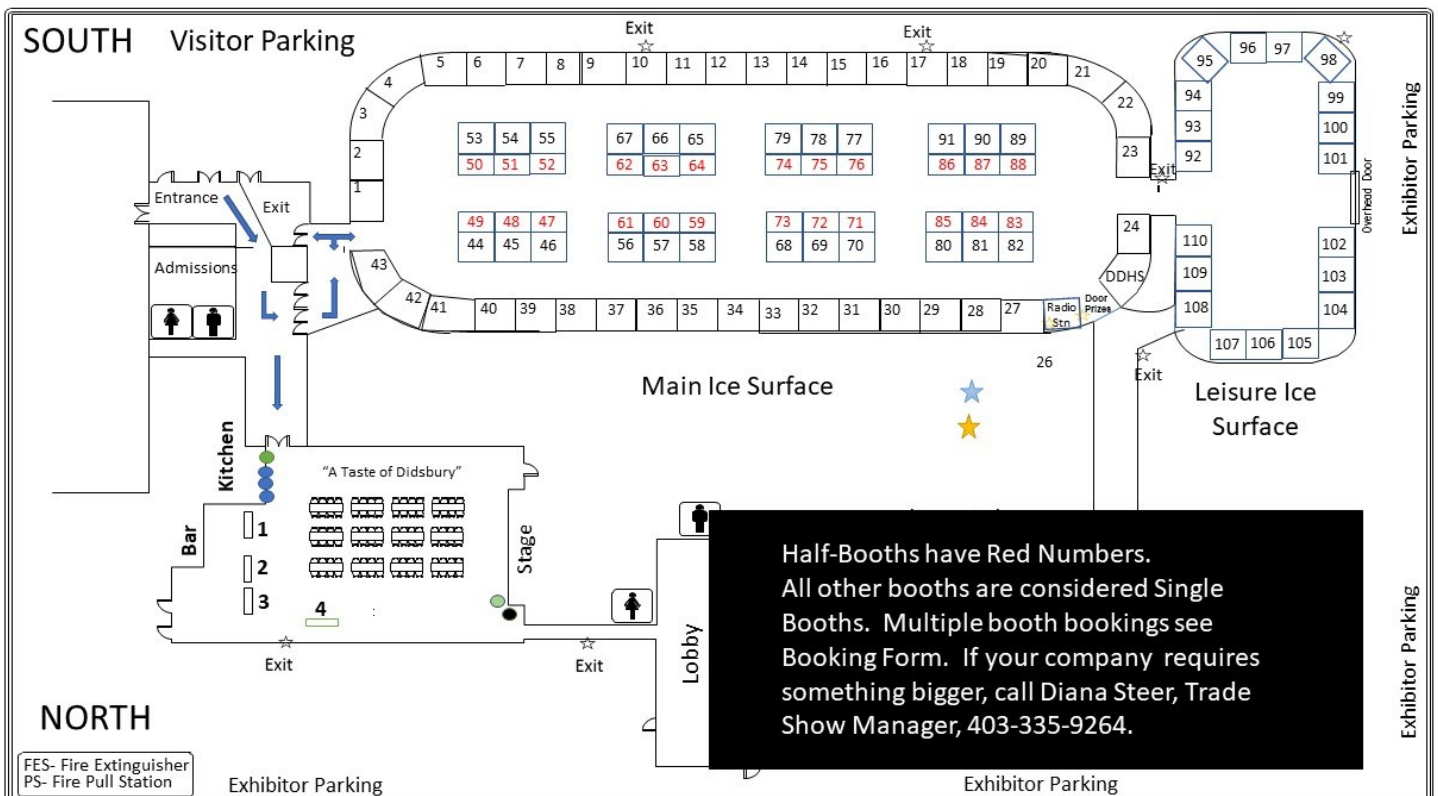 SOUTH Visitor Parking
Exit
Exit
5 6 7 8 9 10 11 12 13 14 15 16 17 18 19 20 21
4
3
2
1
22
23
53 54 55
50 51 52
67 66 65
62 63 64
79 78 77
74 75 76
91 90 89
86 87 88
49 48 47
44 45 46
61 60 59
56 57 58
73 72 71
68 69 70
85 84 83
80 81 82
24
DDHS
Door
Prizes
Radio
Stn
43
42
41 40 39 38 37 36 35 34 33 32 31 30 29 28 27
26
Exit
95 96 97 98
94
93
92
99
100
101
Overhead Door
110
109
108
102
103
104
107 106 105
Exit
Exhibitor Parking
Entrance
Exit
Admissions
Main Ice Surface
Leisure Ice
Surface
Kitchen
"A Taste of Didsbury"
Bar
1
2
3
4
:
Stage
Exit
Exit
Lobby
Half-Booths have Red Numbers.
All other booths are considered Single
Booths. Multiple booth bookings see
Booking Form. If your company requires
something bigger, call Diana Steer, Trade
Show Manager, 403-335-9264.
Exhibitor Parking
NORTH
FES- Fire Extinguisher
PS- Fire Pull Station
Exhibitor Parking
Exhibitor Parking